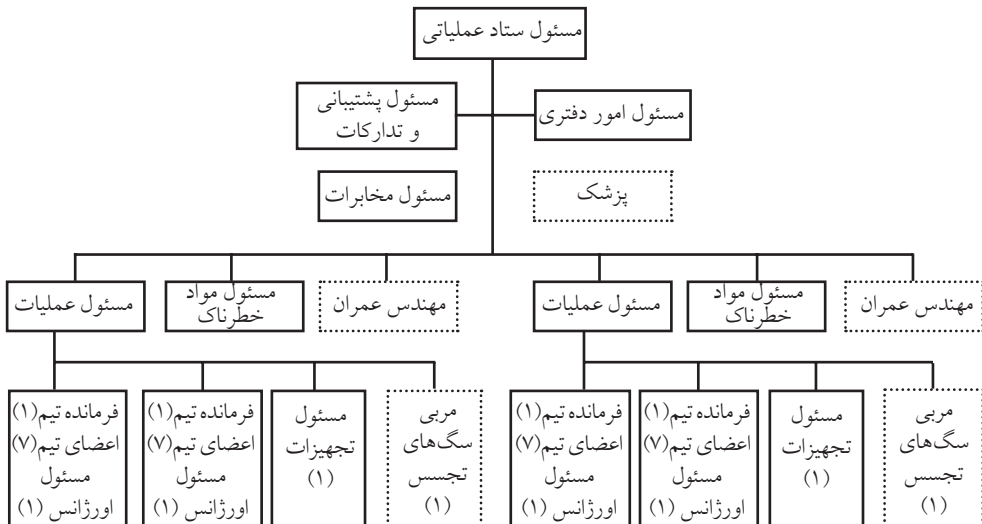 مسئول ستاد عملیاتی
مسئول امور دفتری
مسئول پشتیبانی
و تدارکات
پزشک
مسئول مخابرات
مهندس عمران
مسئول مواد
خطرناک
مسئول عملیات
مهندس عمران
مسئول مواد
خطرناک
مسئول عملیات
مربی
سگ‌های
تجسس
(۱)
مسئول
تجهیزات
(۱)
فرمانده تیم(۱)
اعضای تیم(۷)
مسئول
اورژانس (۱)
فرمانده تیم(۱)
اعضای تیم(۷)
مسئول
اورژانس (۱)
مربی
سگ‌های
تجسس
(۱)
مسئول
تجهیزات
(۱)
فرمانده تیم(۱)
اعضای تیم(۷)
مسئول
اورژانس (۱)
فرمانده تیم(۱)
اعضای تیم(۷)
مسئول
اورژانس (۱)